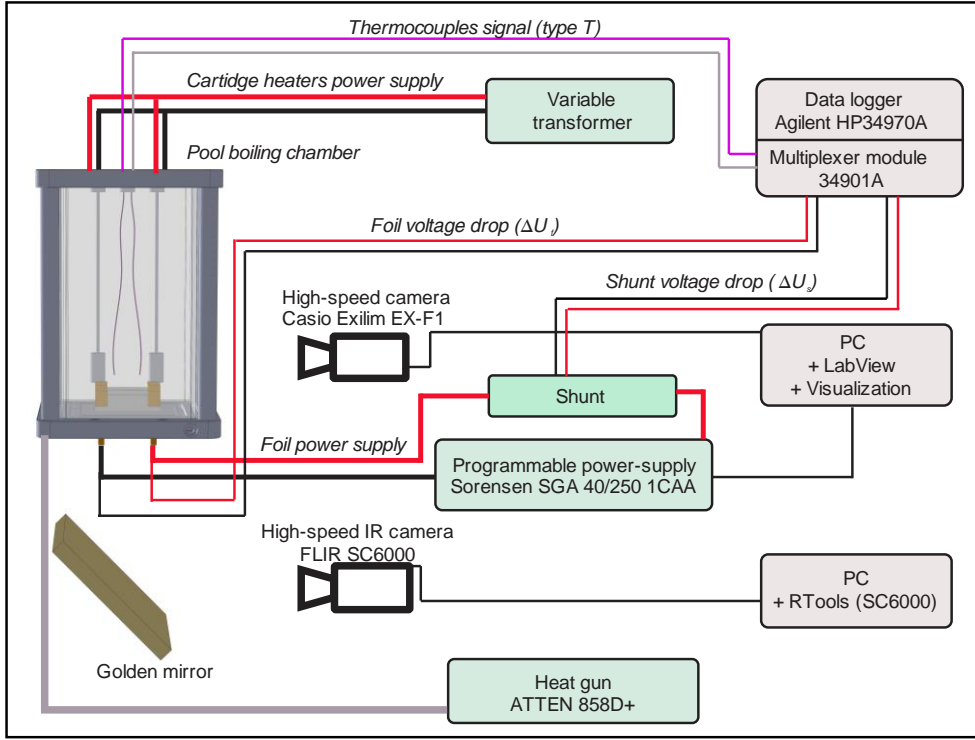 Thermocouples signal (type T)
Cartidge heaters power supply
Variable
transformer
Data logger
Agilent HP34970A
Multiplexer module
34901A
Pool boiling chamber
Foil voltage drop (ΔU f)
Shunt voltage drop (ΔUs)
High-speed camera
Casio Exilim EX-F1
PC
+ LabView
+ Visualization
Shunt
Foil power supply
Programmable power-supply
Sorensen SGA 40/250 1CAA
High-speed IR camera
FLIR SC6000
PC
+ RTools (SC6000)
Golden mirror
Heat gun
ATTEN 858D+